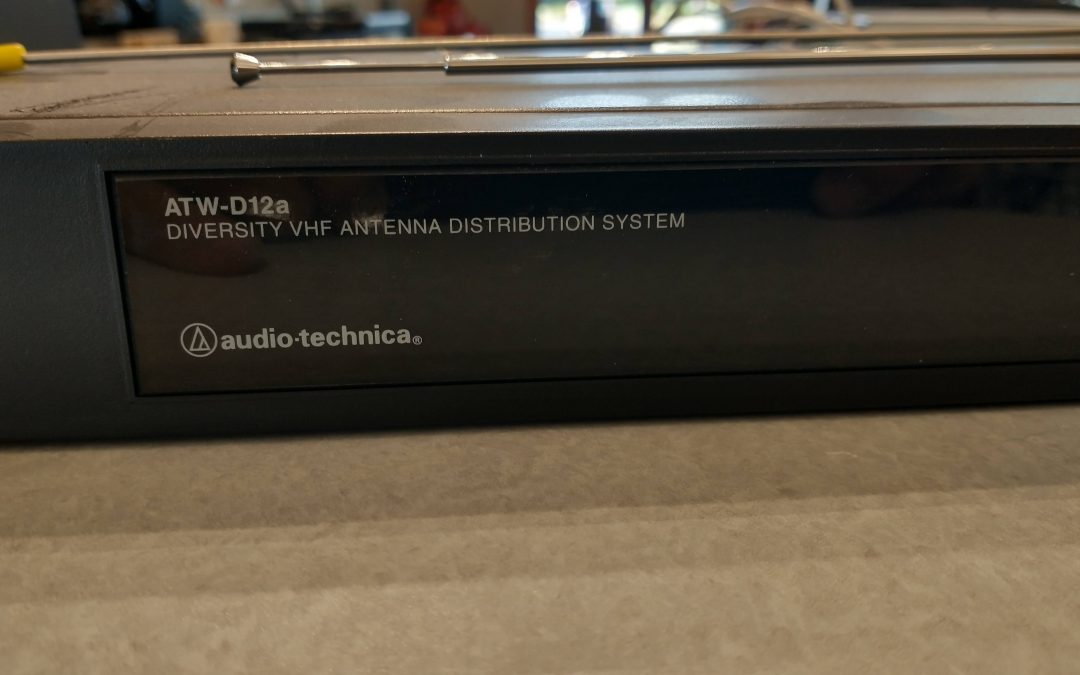 ATW-D12a
DIVERSITY VHF ANTENNA DISTRIBUTION SYSTEM
audio-technica®